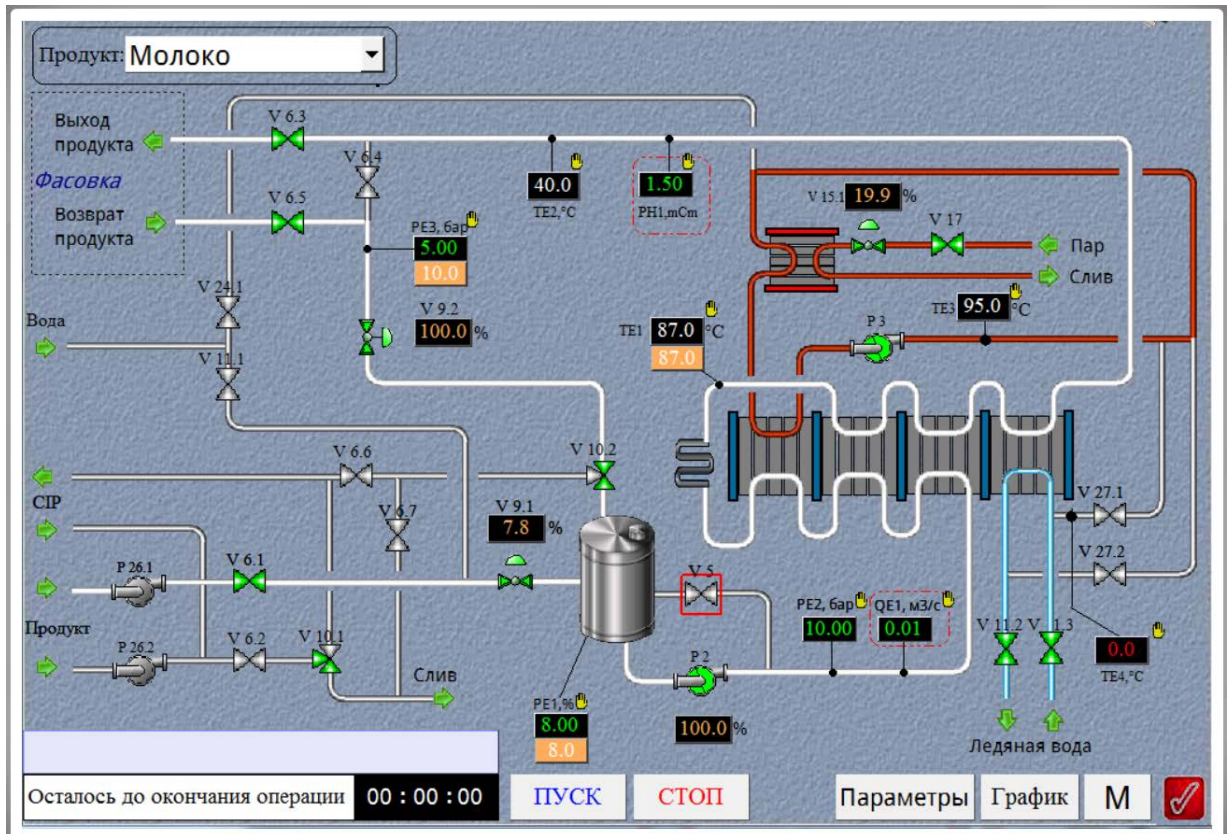 Продукт: Молоко
Выход
продукта
V 6.3
V 6.4
Фасовка
Возврат
продукта
V 6.5
40.0
TE2,°C
1.50
PH1,mCm
V 15.1 19.9 %
V 17
Пар
Слив
PE3, бар
5.00
10.0
V 24.1
V 9.2
100.0 %
TE1 87.0 °C
87.0
TE3 95.0 °C
P 3
Вода
V 11.1
V 6.6
V 10.2
CIP
V 6.7
V 9.1
7.8 %
V 27.1
P 26.1
V 6.1
V 27.2
V 5
Продукт
P 26.2
V 6.2
V 10.1
PE2, бар
10.00
QE1, м3/с
0.01
V 11.2
0.0
TE4,°C
Слив
P 2
PE1,%
8.00
8.0
100.0 %
Ледяная вода
Осталось до окончания операции 00 : 00 : 00
ПУСК
СТОП
Параметры
График
М